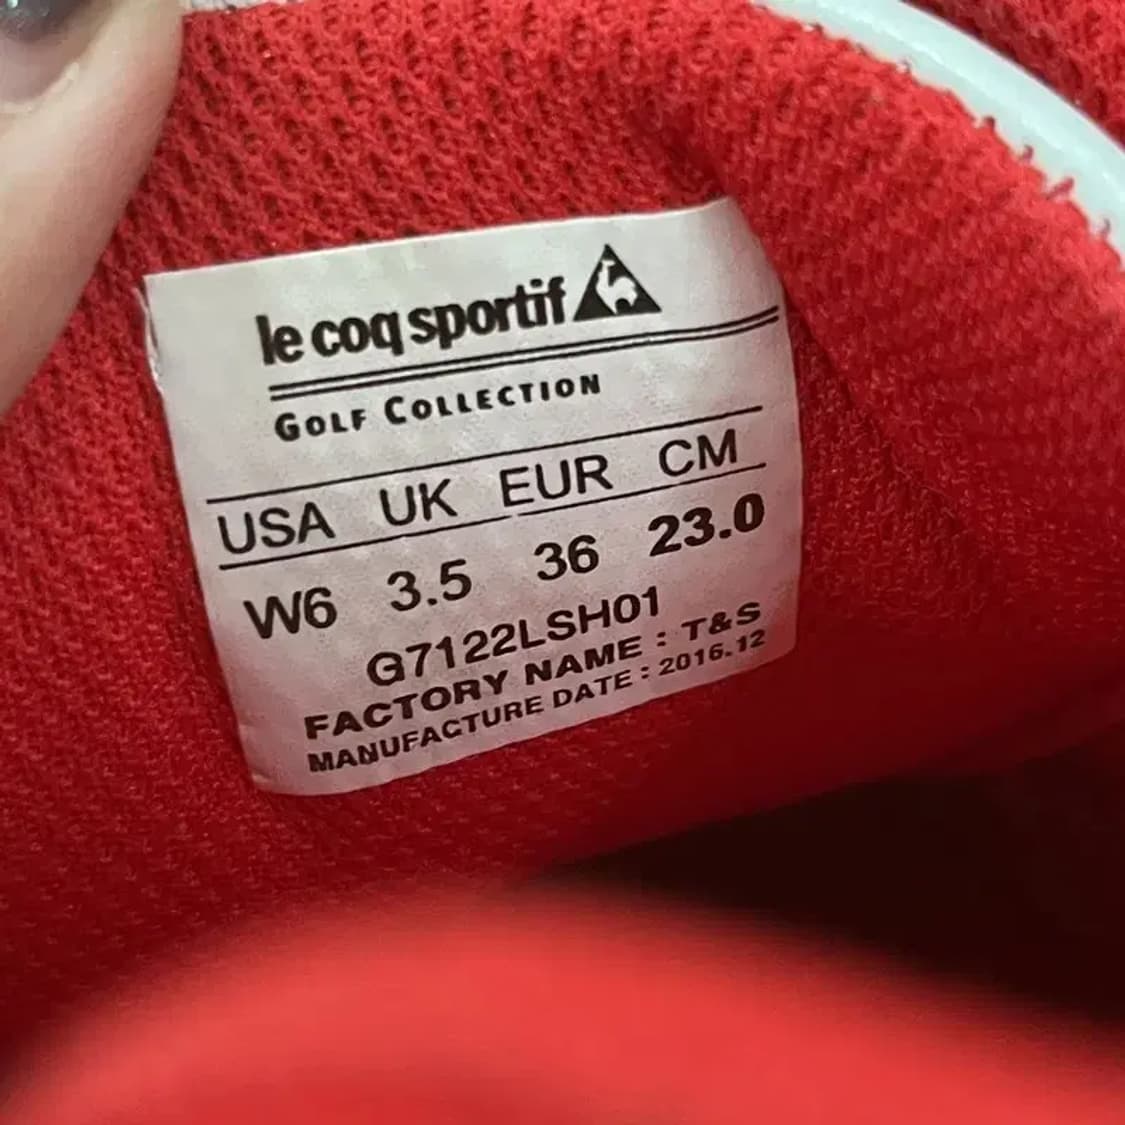 le coq sportif
GOLF COLLECTION
USA UK EUR CM
W6 3.5 36 23.0
G7122LSH01
FACTORY NAME : T&S
MANUFACTURE DATE : 2016.12